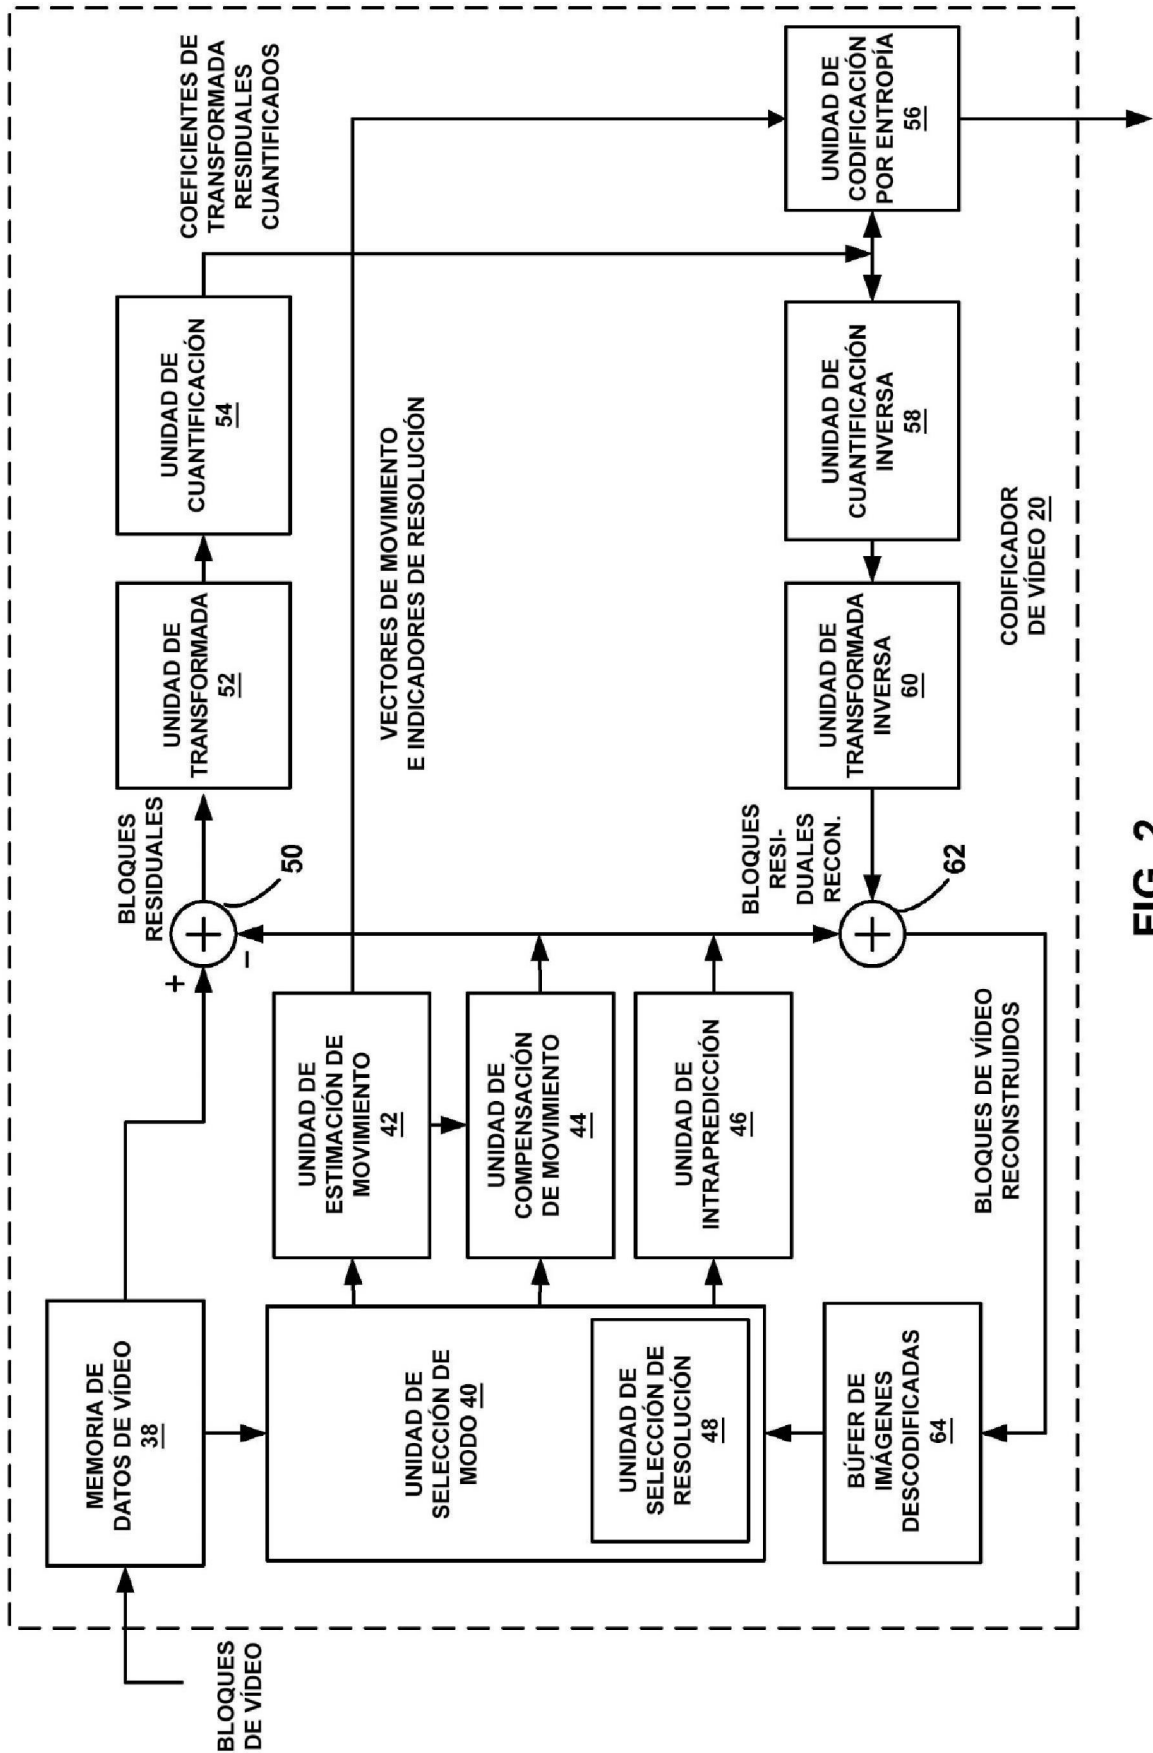 BLOQUES
DE VÍDEO
MEMORIA DE
DATOS DE VÍDEO
38
UNIDAD DE
SELECCIÓN DE
MODO 40
UNIDAD DE
SELECCIÓN DE
RESOLUCIÓN
48
BÚFER DE
IMÁGENES
DESCODIFICADAS
64
UNIDAD DE
ESTIMACIÓN DE
MOVIMIENTO
42
UNIDAD DE
COMPENSACIÓN
DE MOVIMIENTO
44
UNIDAD DE
INTRAPREDICCIÓN
46
BLOQUES DE VÍDEO
RECONSTRUIDOS
+
−
+
50
BLOQUES
RESIDUALES
+
62
BLOQUES
RESI-
DUALES
RECON.
UNIDAD DE
TRANSFORMADA
52
VECTORES DE MOVIMIENTO
E INDICADORES DE RESOLUCIÓN
UNIDAD DE
TRANSFORMADA
INVERSA
60
UNIDAD DE
CUANTIFICACIÓN
54
UNIDAD DE
CUANTIFICACIÓN
INVERSA
58
COEFICIENTES DE
TRANSFORMADA
RESIDUALES
CUANTIFICADOS
UNIDAD DE
CODIFICACIÓN
POR ENTROPÍA
56
CODIFICADOR
DE VÍDEO 20
FIG. 2